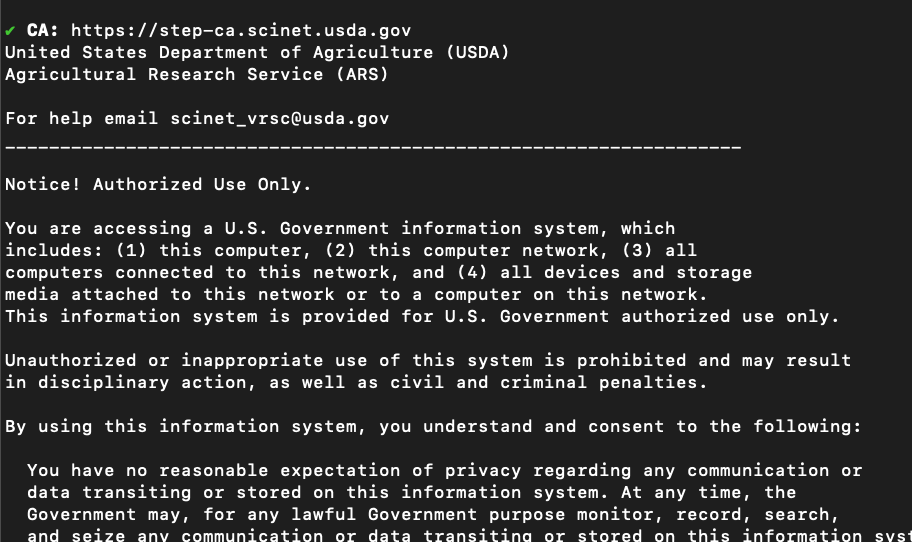 ✔ CA: https://step-ca.scinet.usda.gov
United States Department of Agriculture (USDA)
Agricultural Research Service (ARS)
For help email scinet_vrsc@usda.gov
___________________________________________________________________
Notice! Authorized Use Only.
You are accessing a U.S. Government information system, which
includes: (1) this computer, (2) this computer network, (3) all
computers connected to this network, and (4) all devices and storage
media attached to this network or to a computer on this network.
This information system is provided for U.S. Government authorized use only.
Unauthorized or inappropriate use of this system is prohibited and may result
in disciplinary action, as well as civil and criminal penalties.
By using this information system, you understand and consent to the following:
You have no reasonable expectation of privacy regarding any communication or
data transiting or stored on this information system. At any time, the
Government may, for any lawful Government purpose monitor, record, search,
and seize any communication or data transiting or stored on this information syst